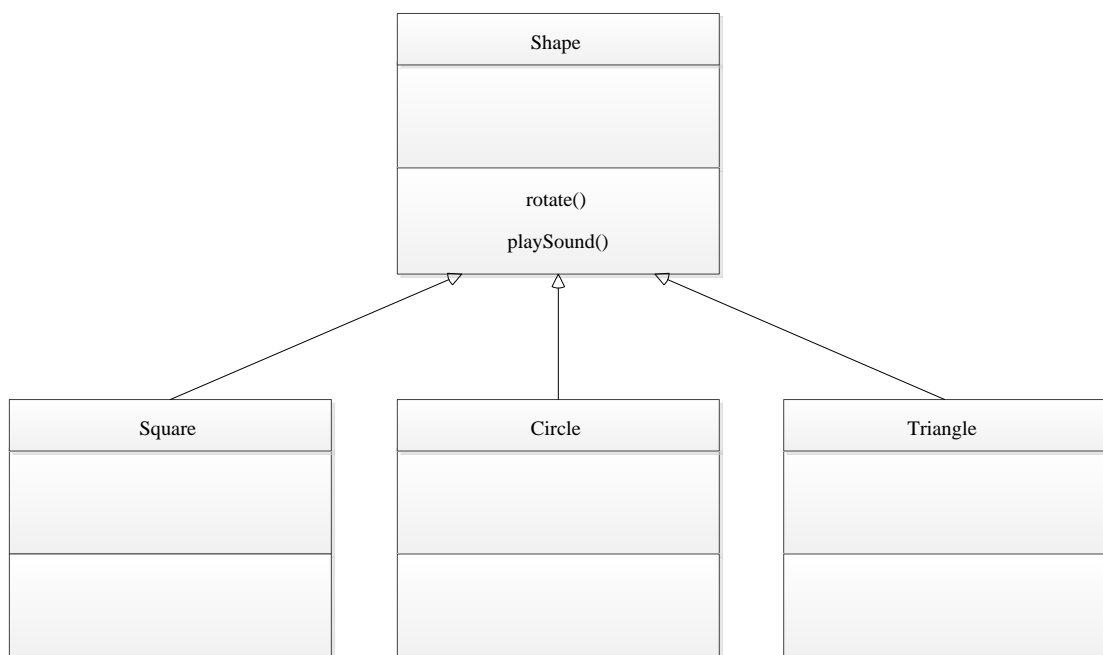 Shape
rotate()
playSound()
Square
Circle
Triangle